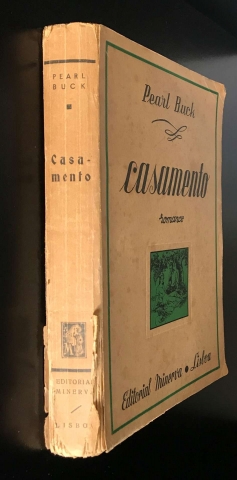 PEARL
BUCK
Casa-
mento
EDITORIAL
MINERVA
LISBOA
Pearl Buck
casamento
romance
Editorial Minerva • Lisboa